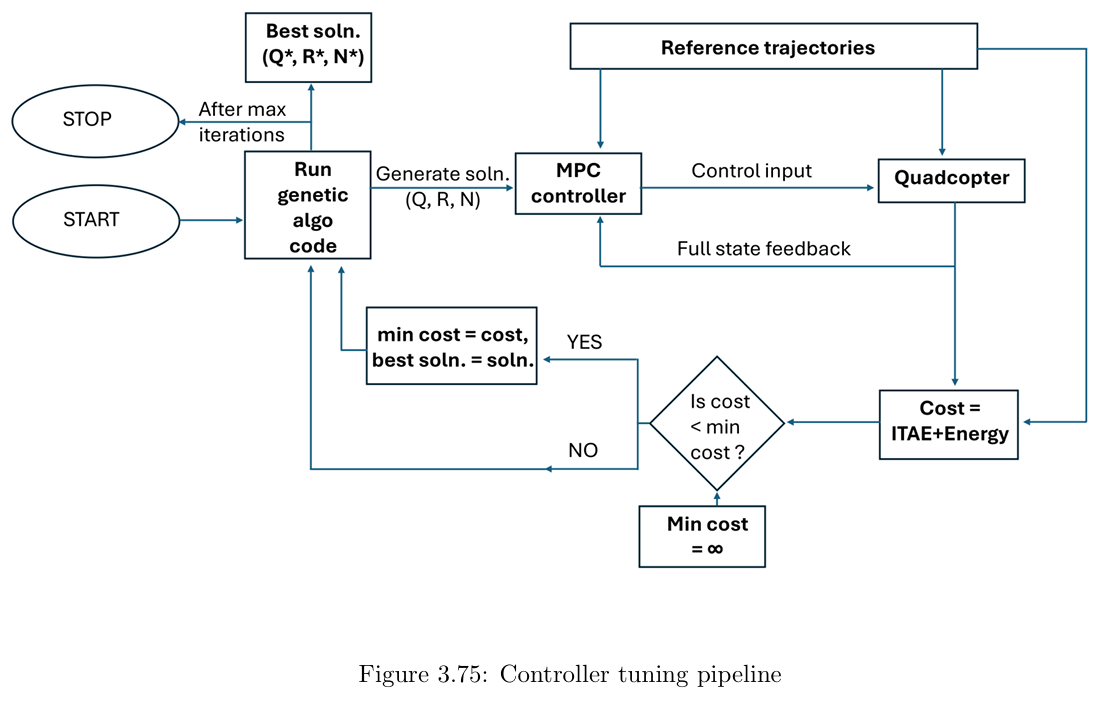 Best soln.
(Q*, R*, N*)
Reference trajectories
STOP
After max
iterations
START
Run
genetic
algo
code
Generate soln.
(Q, R, N)
MPC
controller
Control input
Quadcopter
Full state feedback
min cost = cost,
best soln. = soln.
YES
NO
Is cost
< min
cost ?
Cost =
ITAE+Energy
Min cost
= ∞
Figure 3.75: Controller tuning pipeline